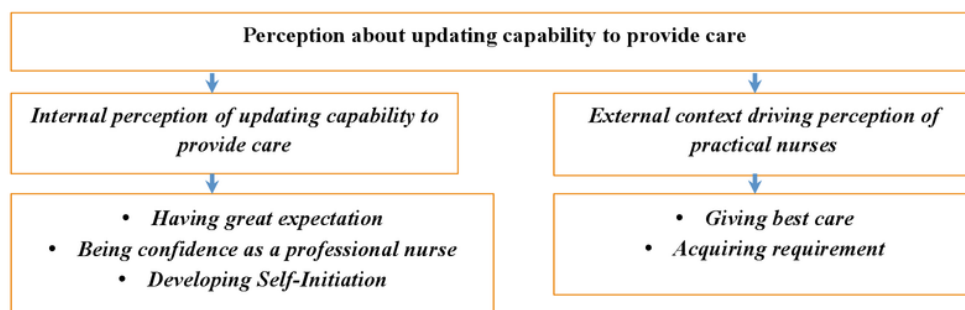 Perception about updating capability to provide care
Internal perception of updating capability to
provide care
External context driving perception of
practical nurses
• Having great expectation
• Being confidence as a professional nurse
• Developing Self-Initiation
• Giving best care
• Acquiring requirement